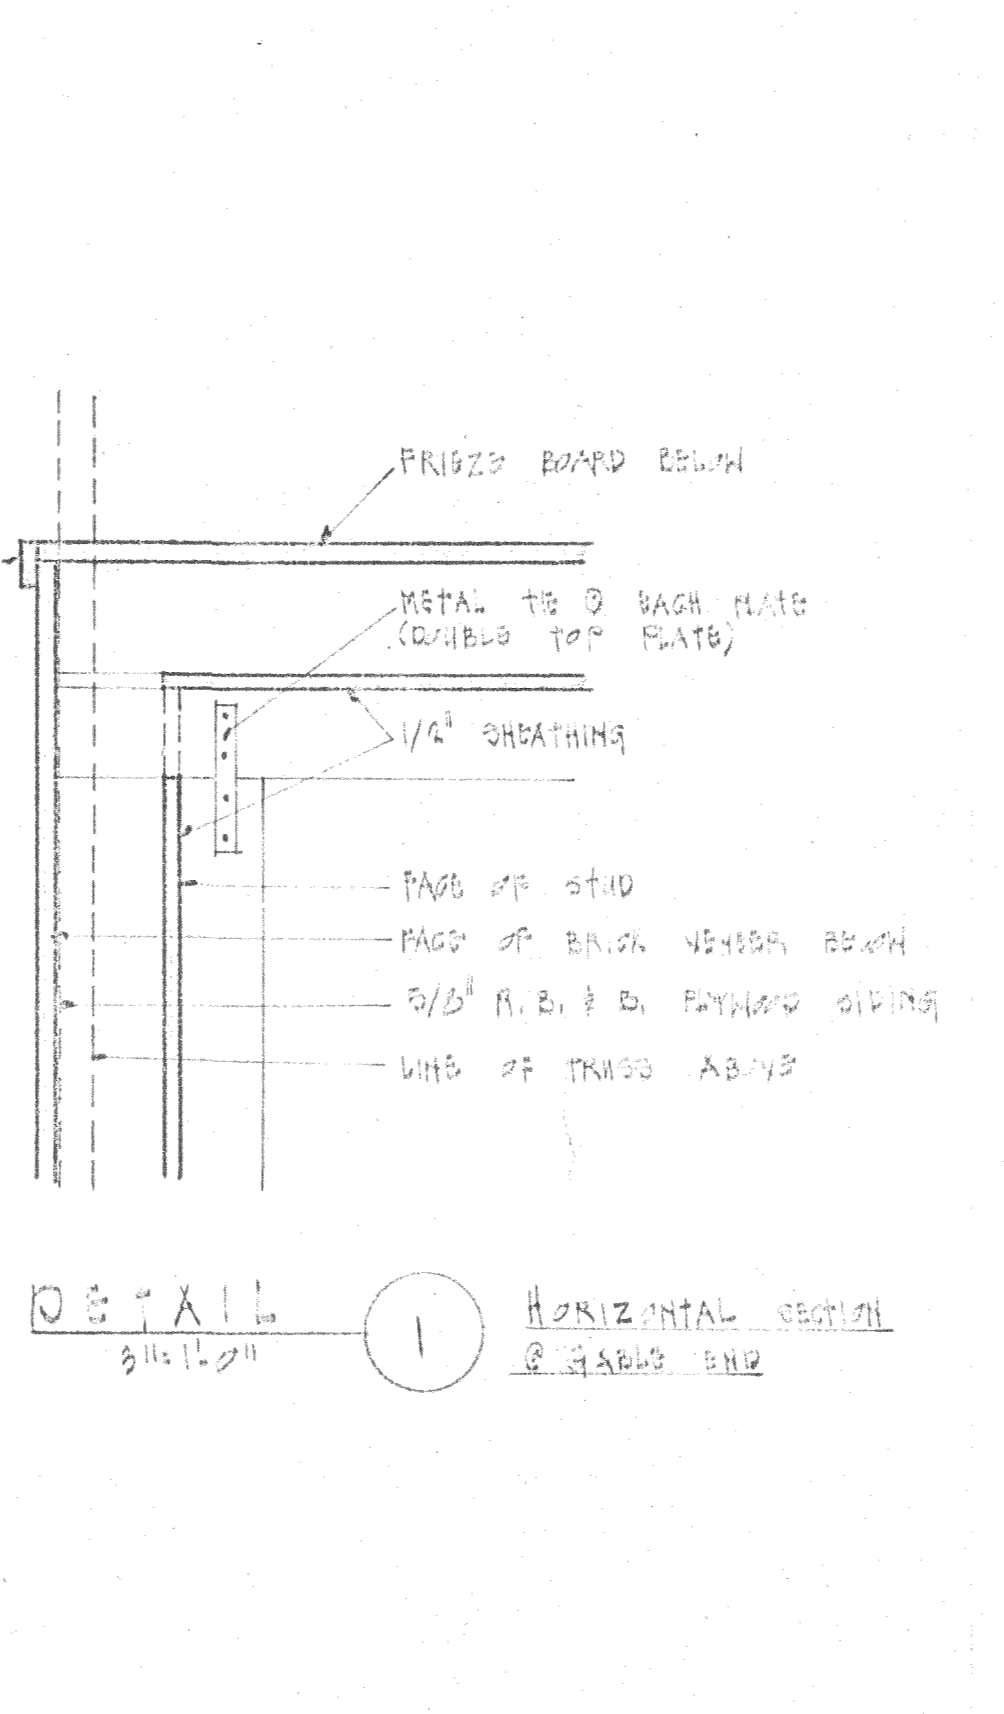 FRIEZE BOARD BELOW
METAL TIE @ EACH PLATE
(DOUBLE TOP PLATE)
1/2" SHEATHING
FACE OF STUD
FACE OF BRICK VENEER BELOW
5/8" R. B. & B. PLYWOOD SIDING
LINE OF TRUSS ABOVE
DETAIL
3"=1'-0"
1
HORIZONTAL SECTION
@ GABLE END